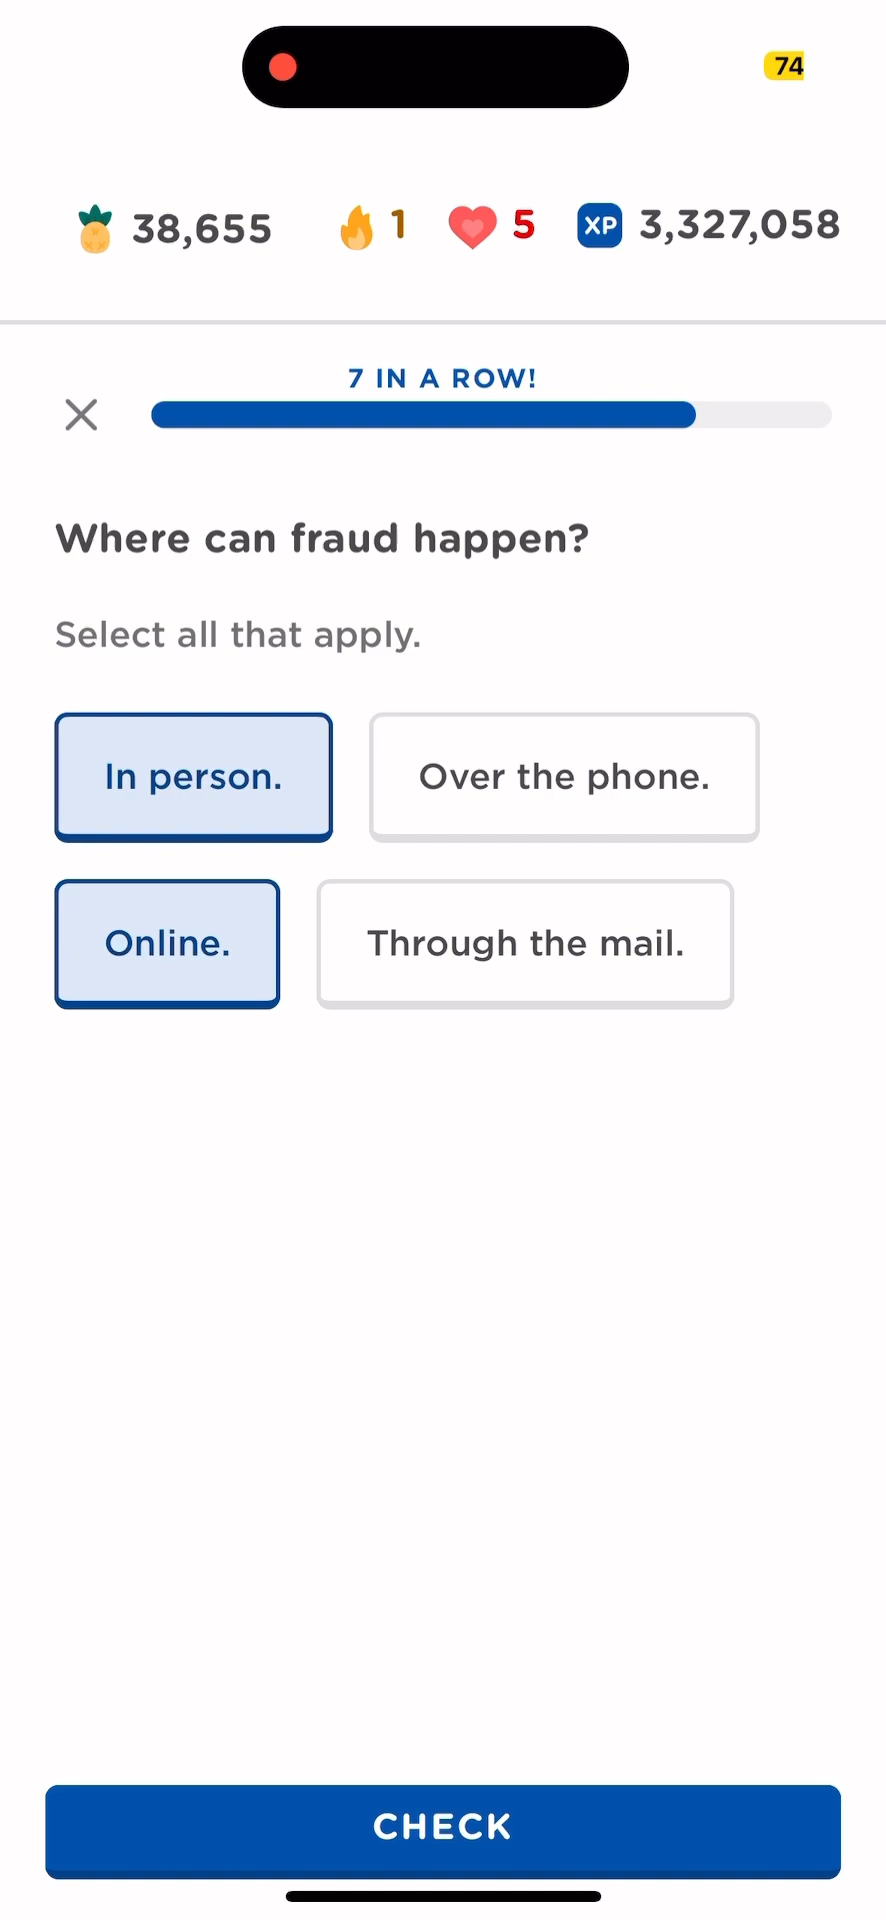 74
38,655 1 5 XP 3,327,058
7 IN A ROW!
Where can fraud happen?
Select all that apply.
In person. Over the phone.
Online. Through the mail.
CHECK